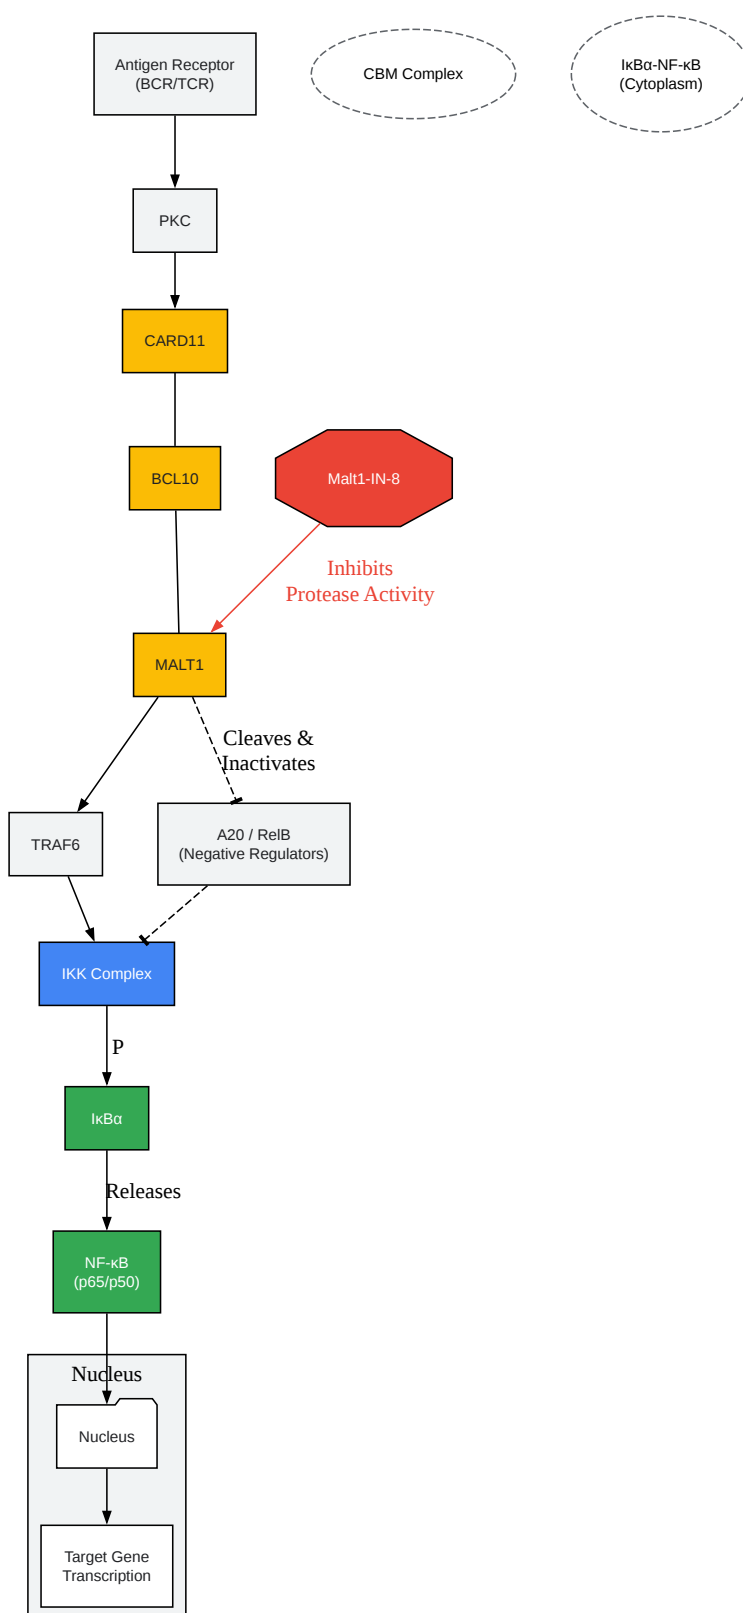 Antigen Receptor
(BCR/TCR)
CBM Complex
IκBα-NF-κB
(Cytoplasm)
PKC
CARD11
BCL10
Malt1-IN-8
Inhibits
Protease Activity
MALT1
Cleaves &
Inactivates
TRAF6
A20 / RelB
(Negative Regulators)
IKK Complex
P
IκBα
Releases
NF-κB
(p65/p50)
Nucleus
Nucleus
Target Gene
Transcription